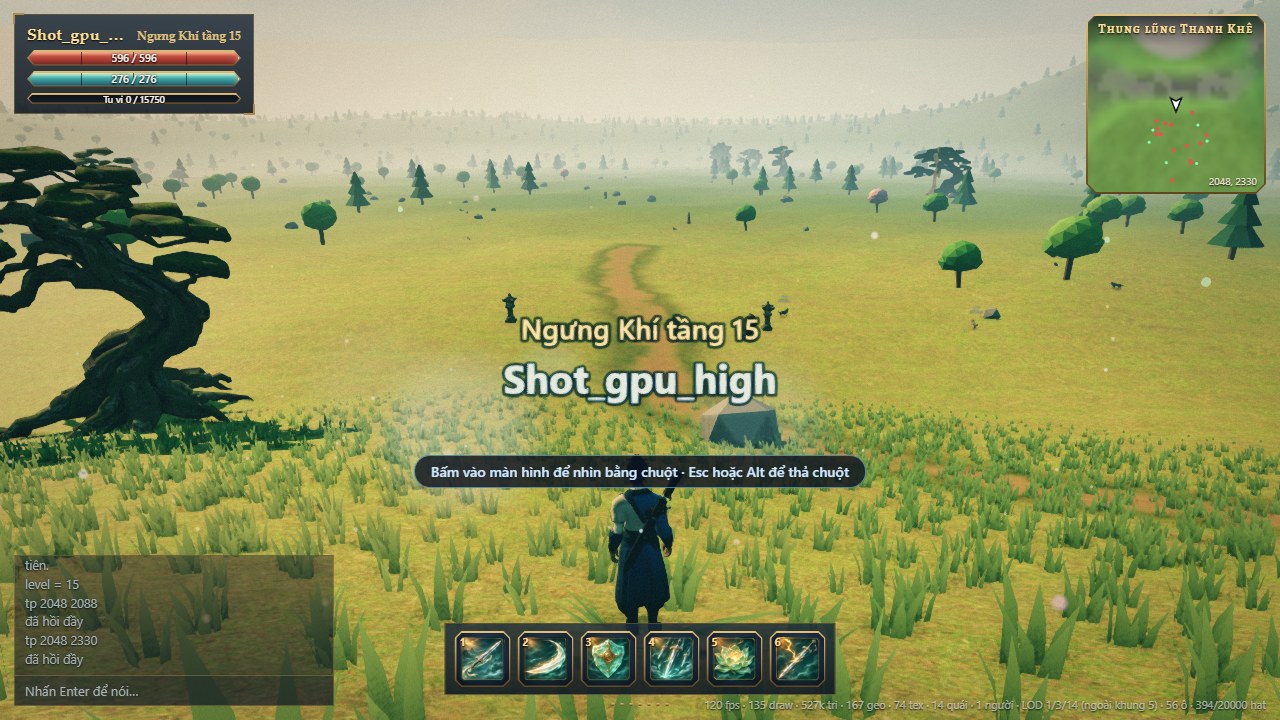 Shot_gpu_... Ngưng Khí tầng 15
596 / 596
276 / 276
Tu vi 0 / 15750
Thung lũng Thanh Khê
2048, 2330
Ngưng Khí tầng 15
Shot_gpu_high
Bấm vào màn hình để nhìn bằng chuột · Esc hoặc Alt để thả chuột
tiên.
level = 15
tp 2048 2088
đã hồi đầy
tp 2048 2330
đã hồi đầy
Nhấn Enter để nói...
1 2 3 4 5 6
120 fps · 135 draw · 527k tri · 167 geo · 74 tex · 14 quái · 1 người · LOD 1/3/14 (ngoài khung 5) · 56 ô · 394/20000 hạt